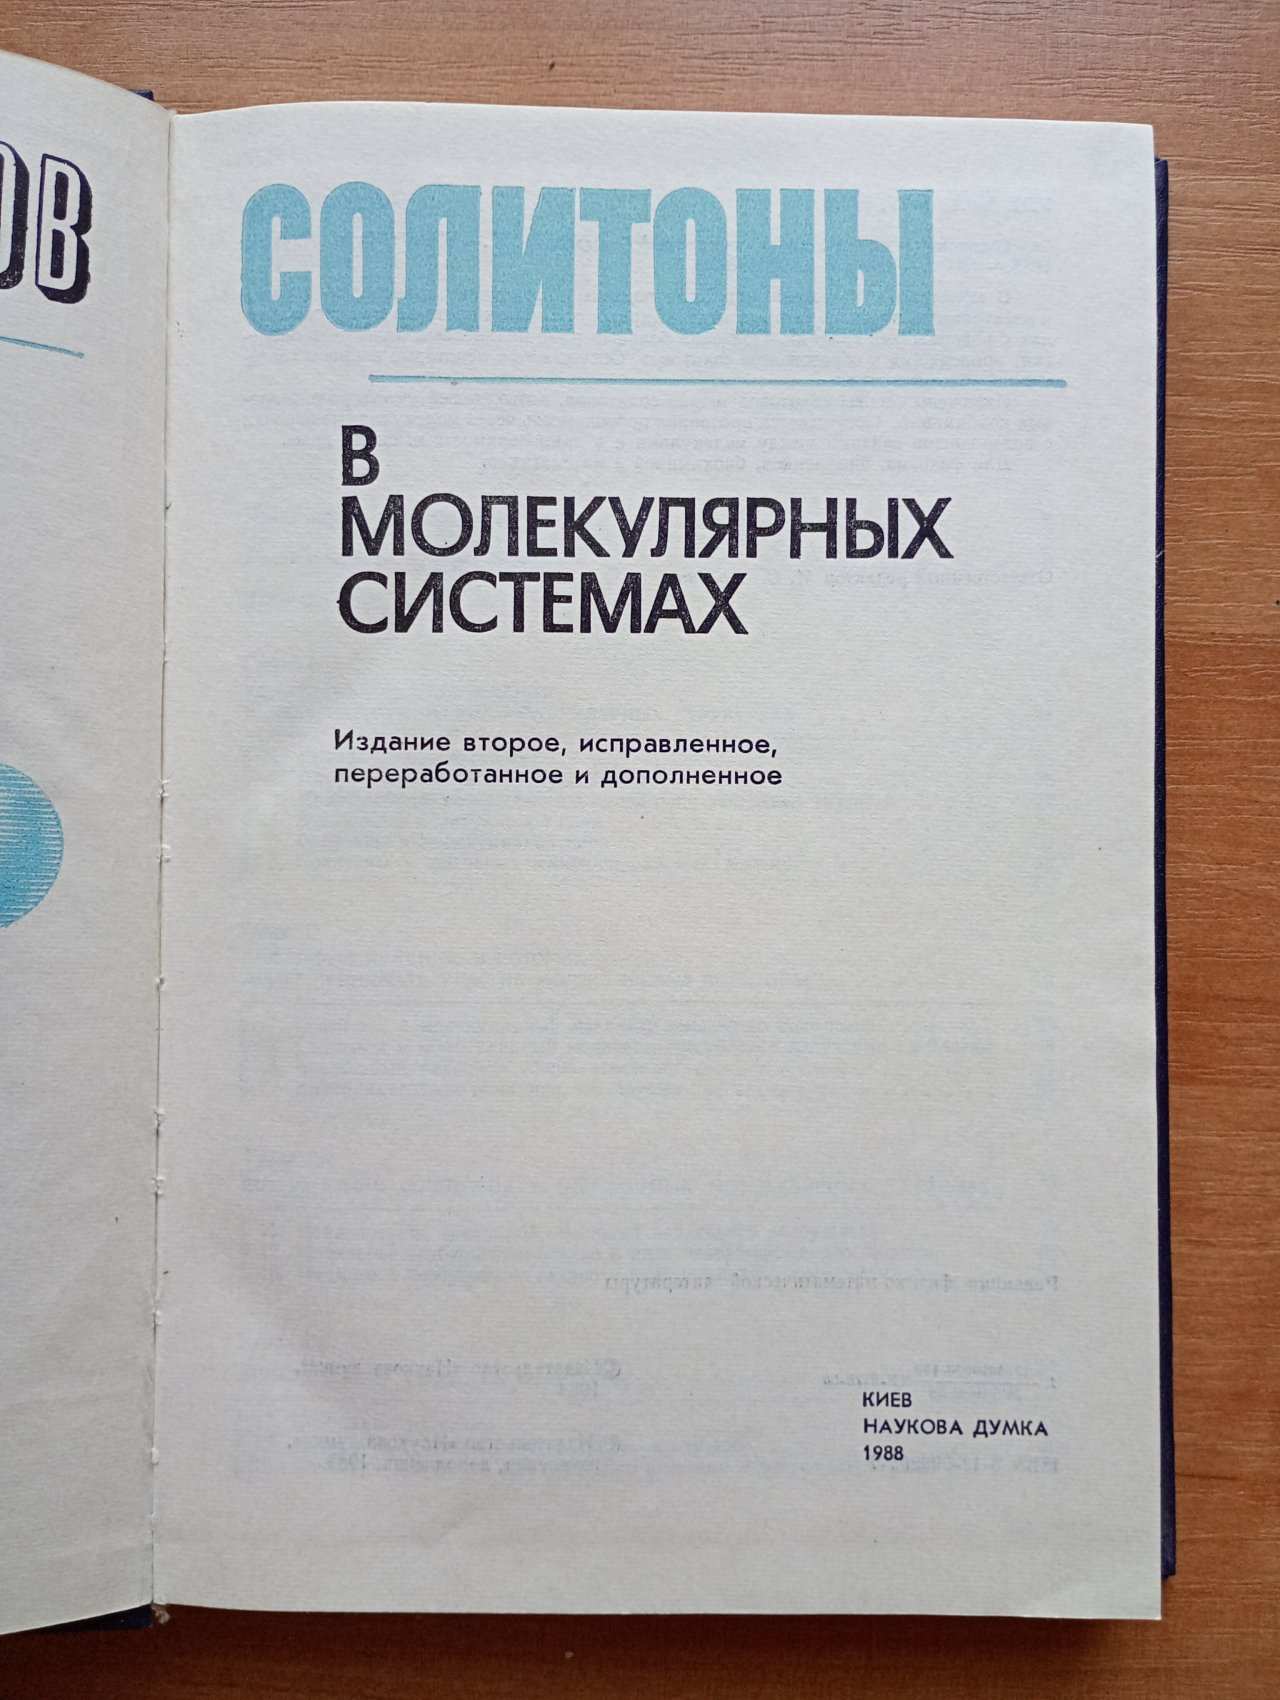 ОВ
СОЛИТОНЫ
В
МОЛЕКУЛЯРНЫХ
СИСТЕМАХ
Издание второе, исправленное,
переработанное и дополненное
КИЕВ
НАУКОВА ДУМКА
1988